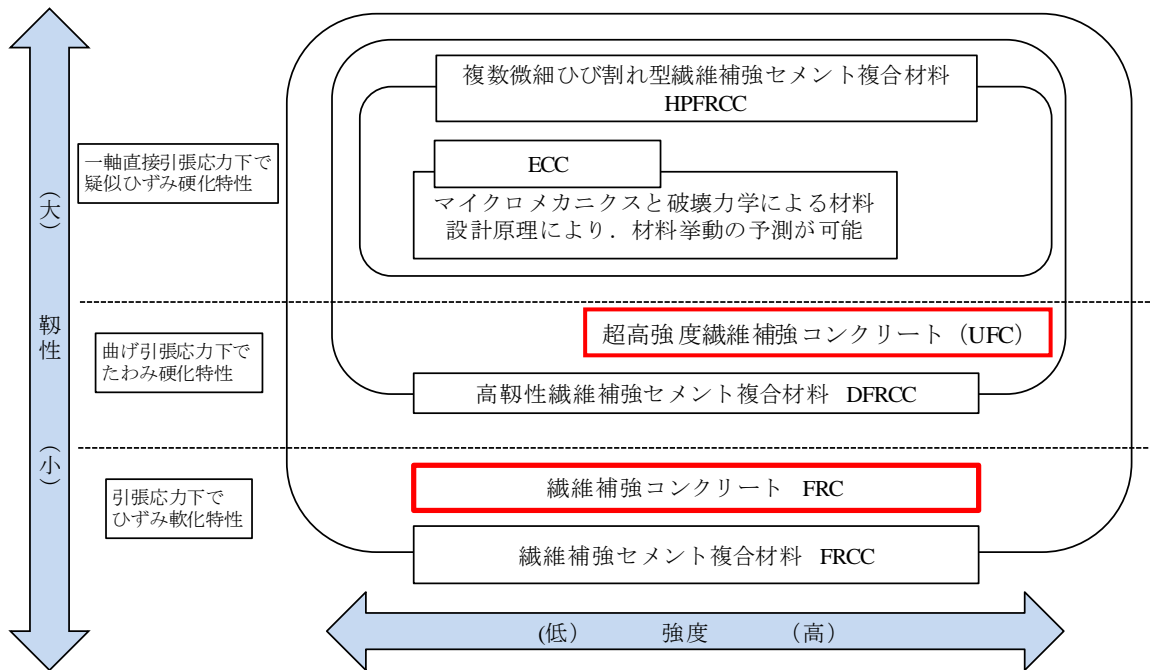 複数微細ひび割れ型繊維補強セメント複合材料
HPFRCC
一軸直接引張応力下で
疑似ひずみ硬化特性
ECC
マイクロメカニクスと破壊力学による材料
設計原理により．材料挙動の予測が可能
（大）
靭性
（小）
超高強度繊維補強コンクリート（UFC）
曲げ引張応力下で
たわみ硬化特性
高靭性繊維補強セメント複合材料 DFRCC
引張応力下で
ひずみ軟化特性
繊維補強コンクリート FRC
繊維補強セメント複合材料 FRCC
(低） 強度 （高）